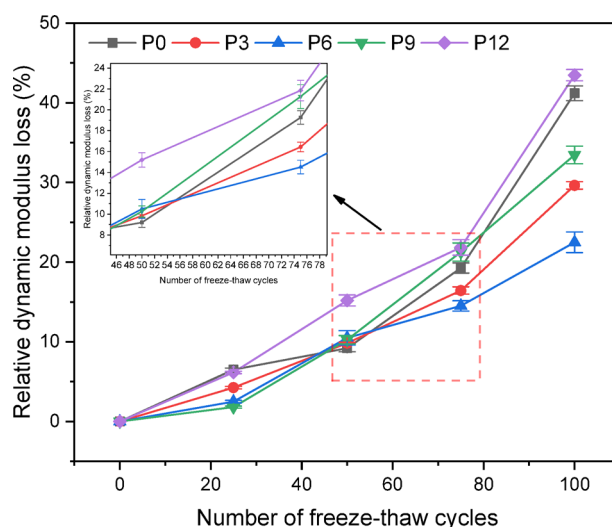 Relative dynamic modulus loss (%)
50
40
30
20
10
0
P0 P3 P6 P9 P12
Relative dynamic modulus loss (%)
24
22
20
18
16
14
12
10
8
46 48 50 52 54 56 58 60 62 64 66 68 70 72 74 76 78
Number of freeze-thaw cycles
0 20 40 60 80 100
Number of freeze-thaw cycles